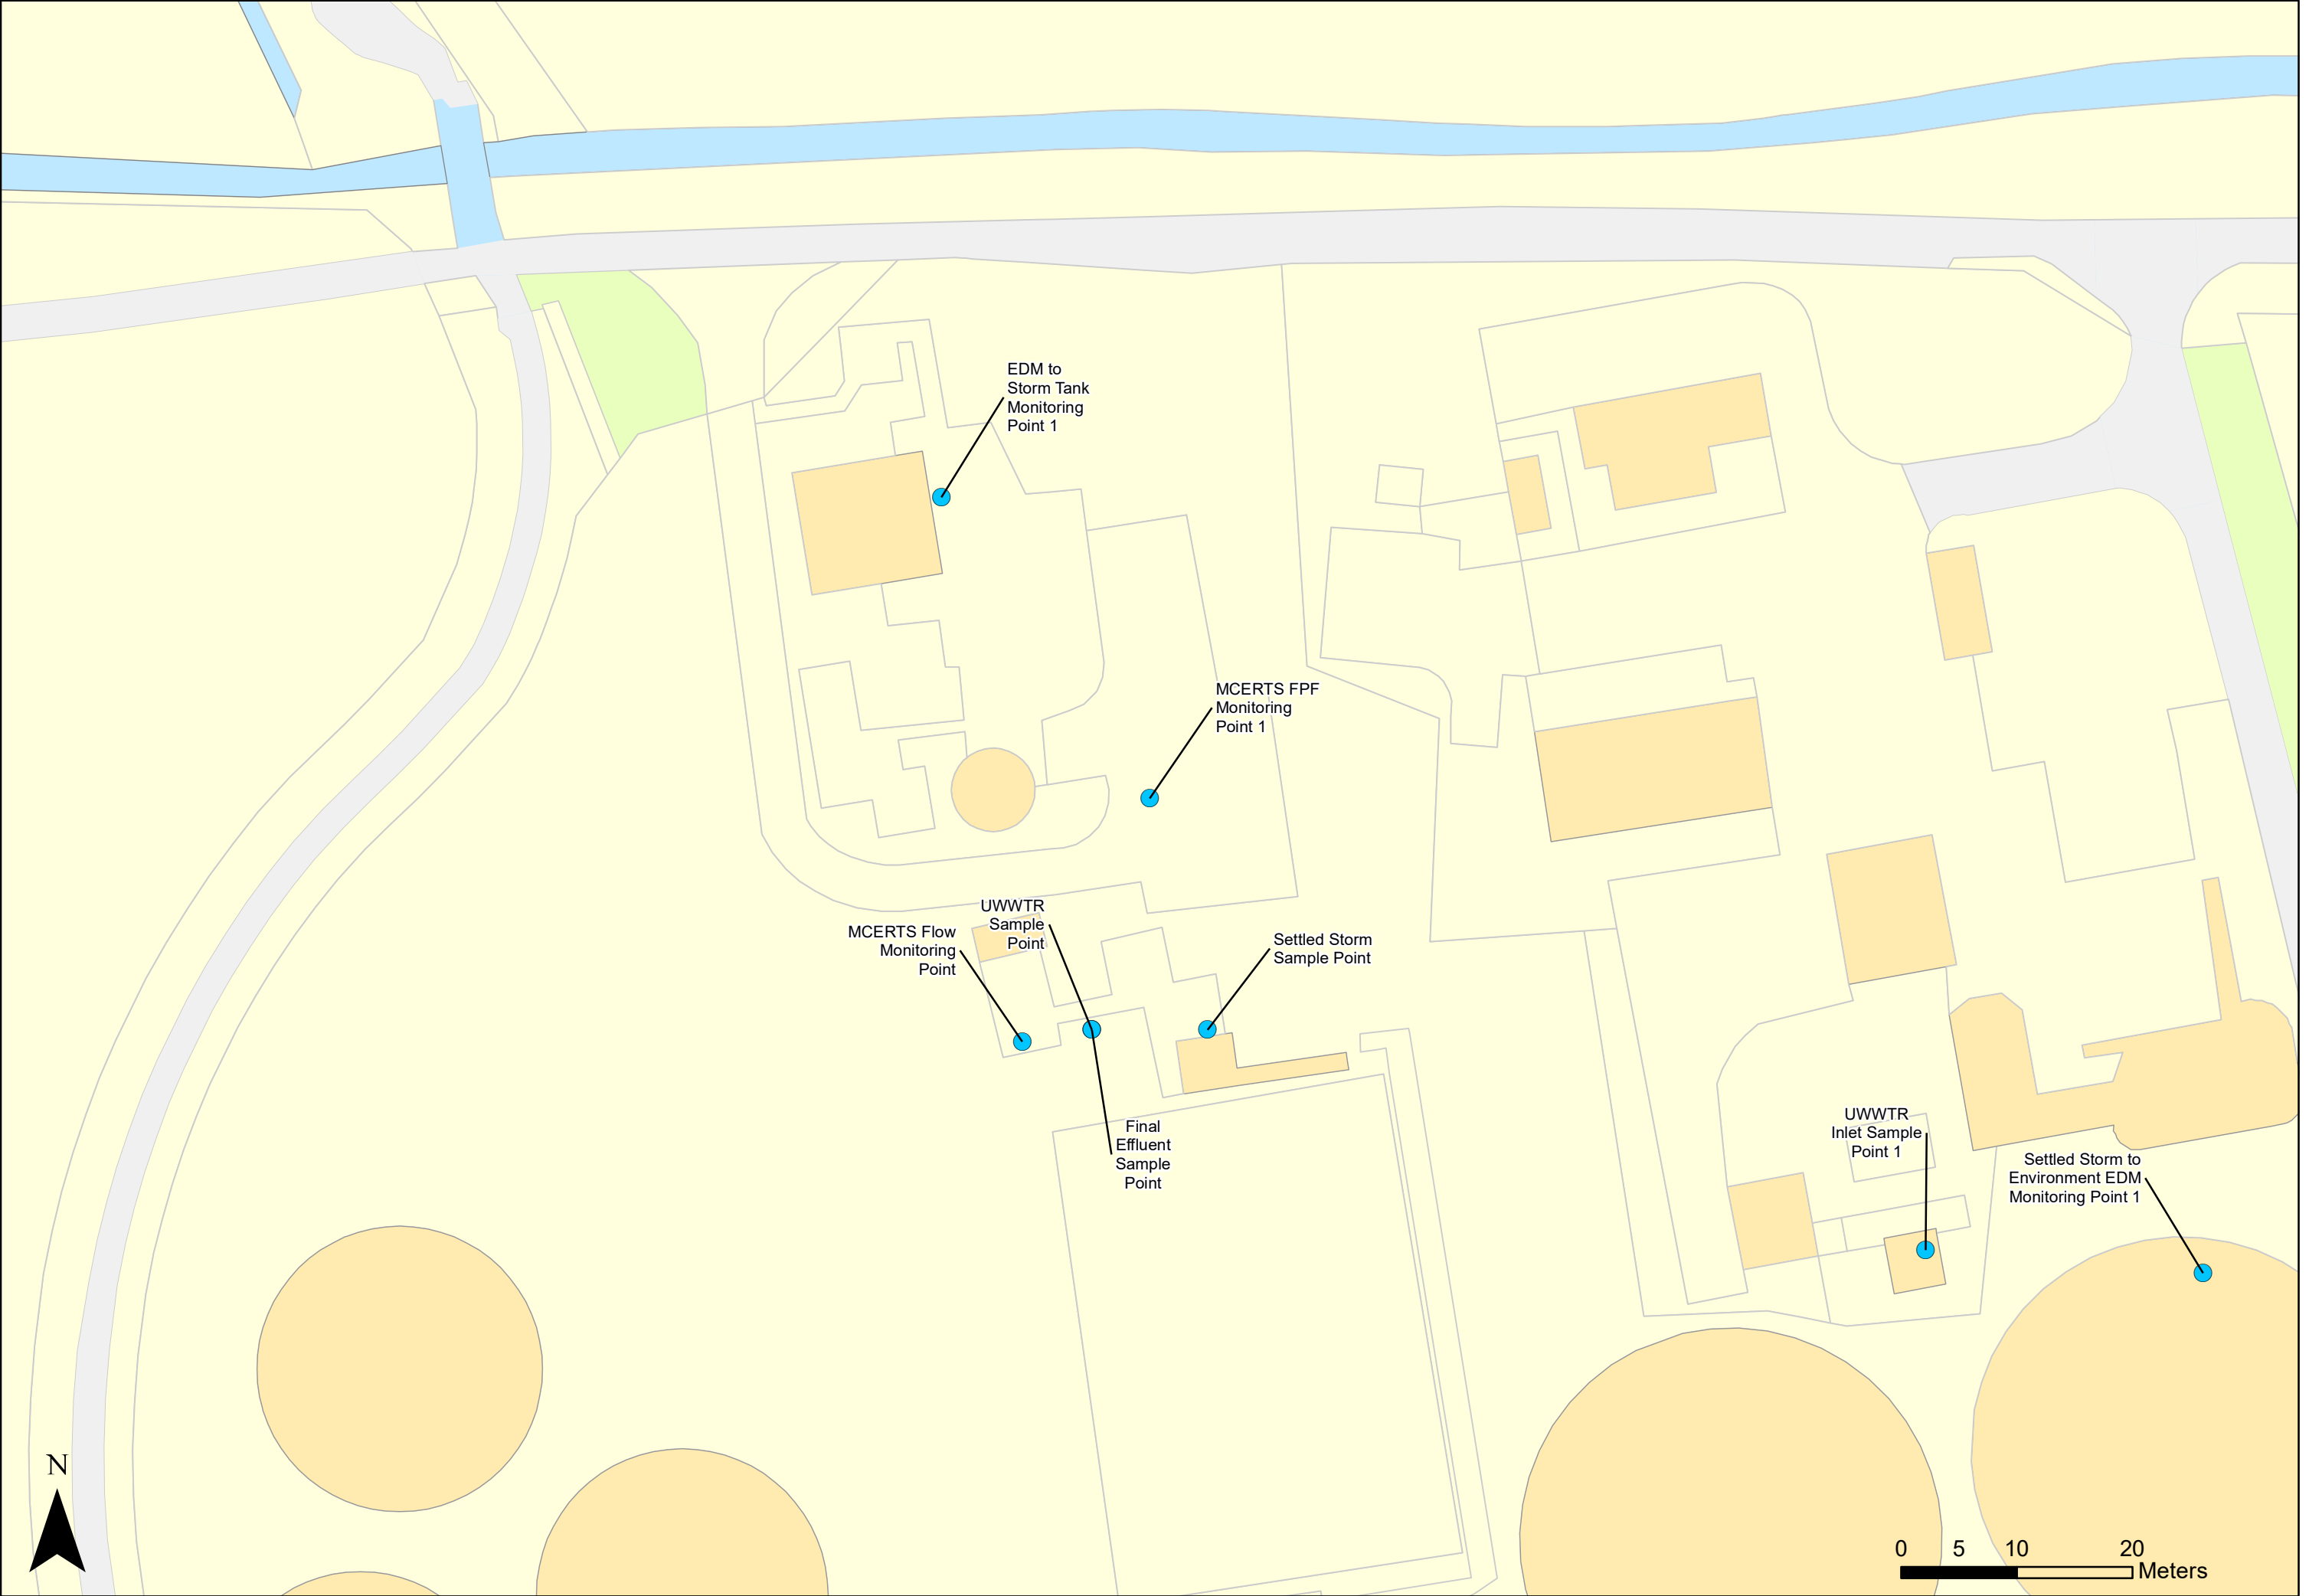 EDM to
Storm Tank
Monitoring
Point 1
MCERTS FPF
Monitoring
Point 1
UWWTR
Sample
Point
MCERTS Flow
Monitoring
Point
Settled Storm
Sample Point
Final
Effluent
Sample
Point
UWWTR
Inlet Sample
Point 1
Settled Storm to
Environment EDM
Monitoring Point 1
N
0 5 10 20
Meters